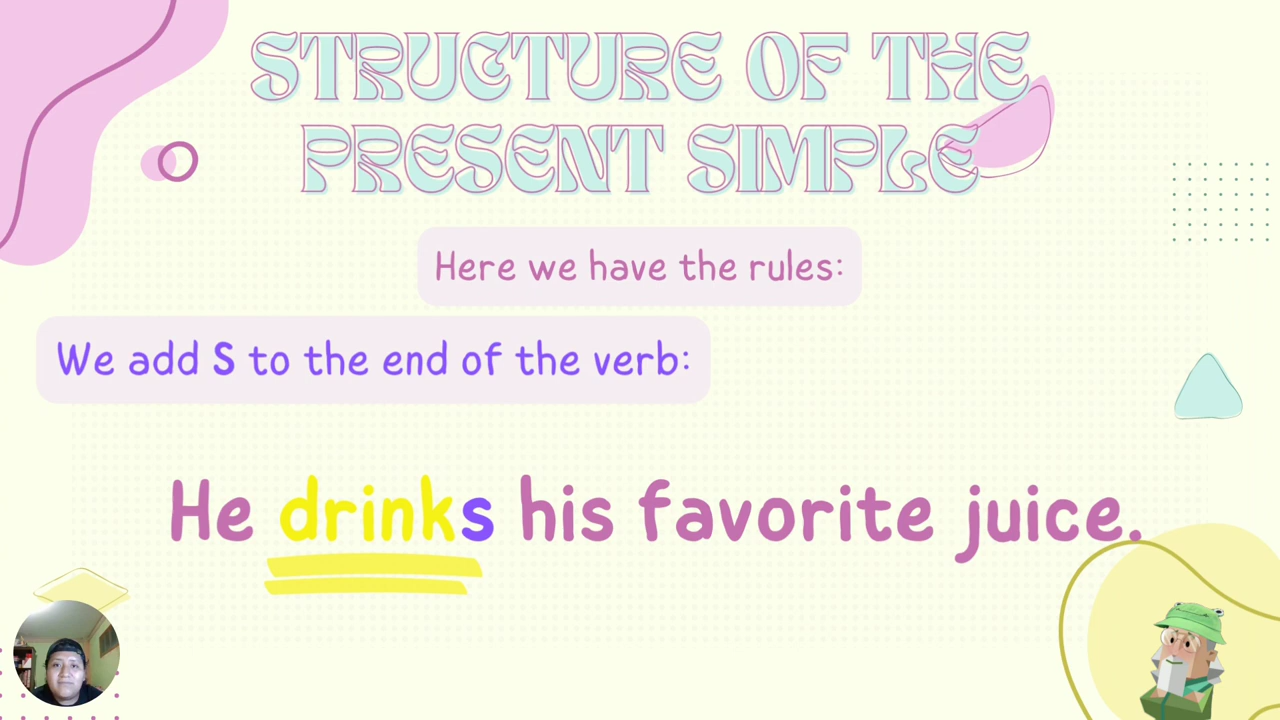 STRUCTURE OF THE
PRESENT SIMPLE
Here we have the rules:
We add S to the end of the verb:
He drinks his favorite juice.